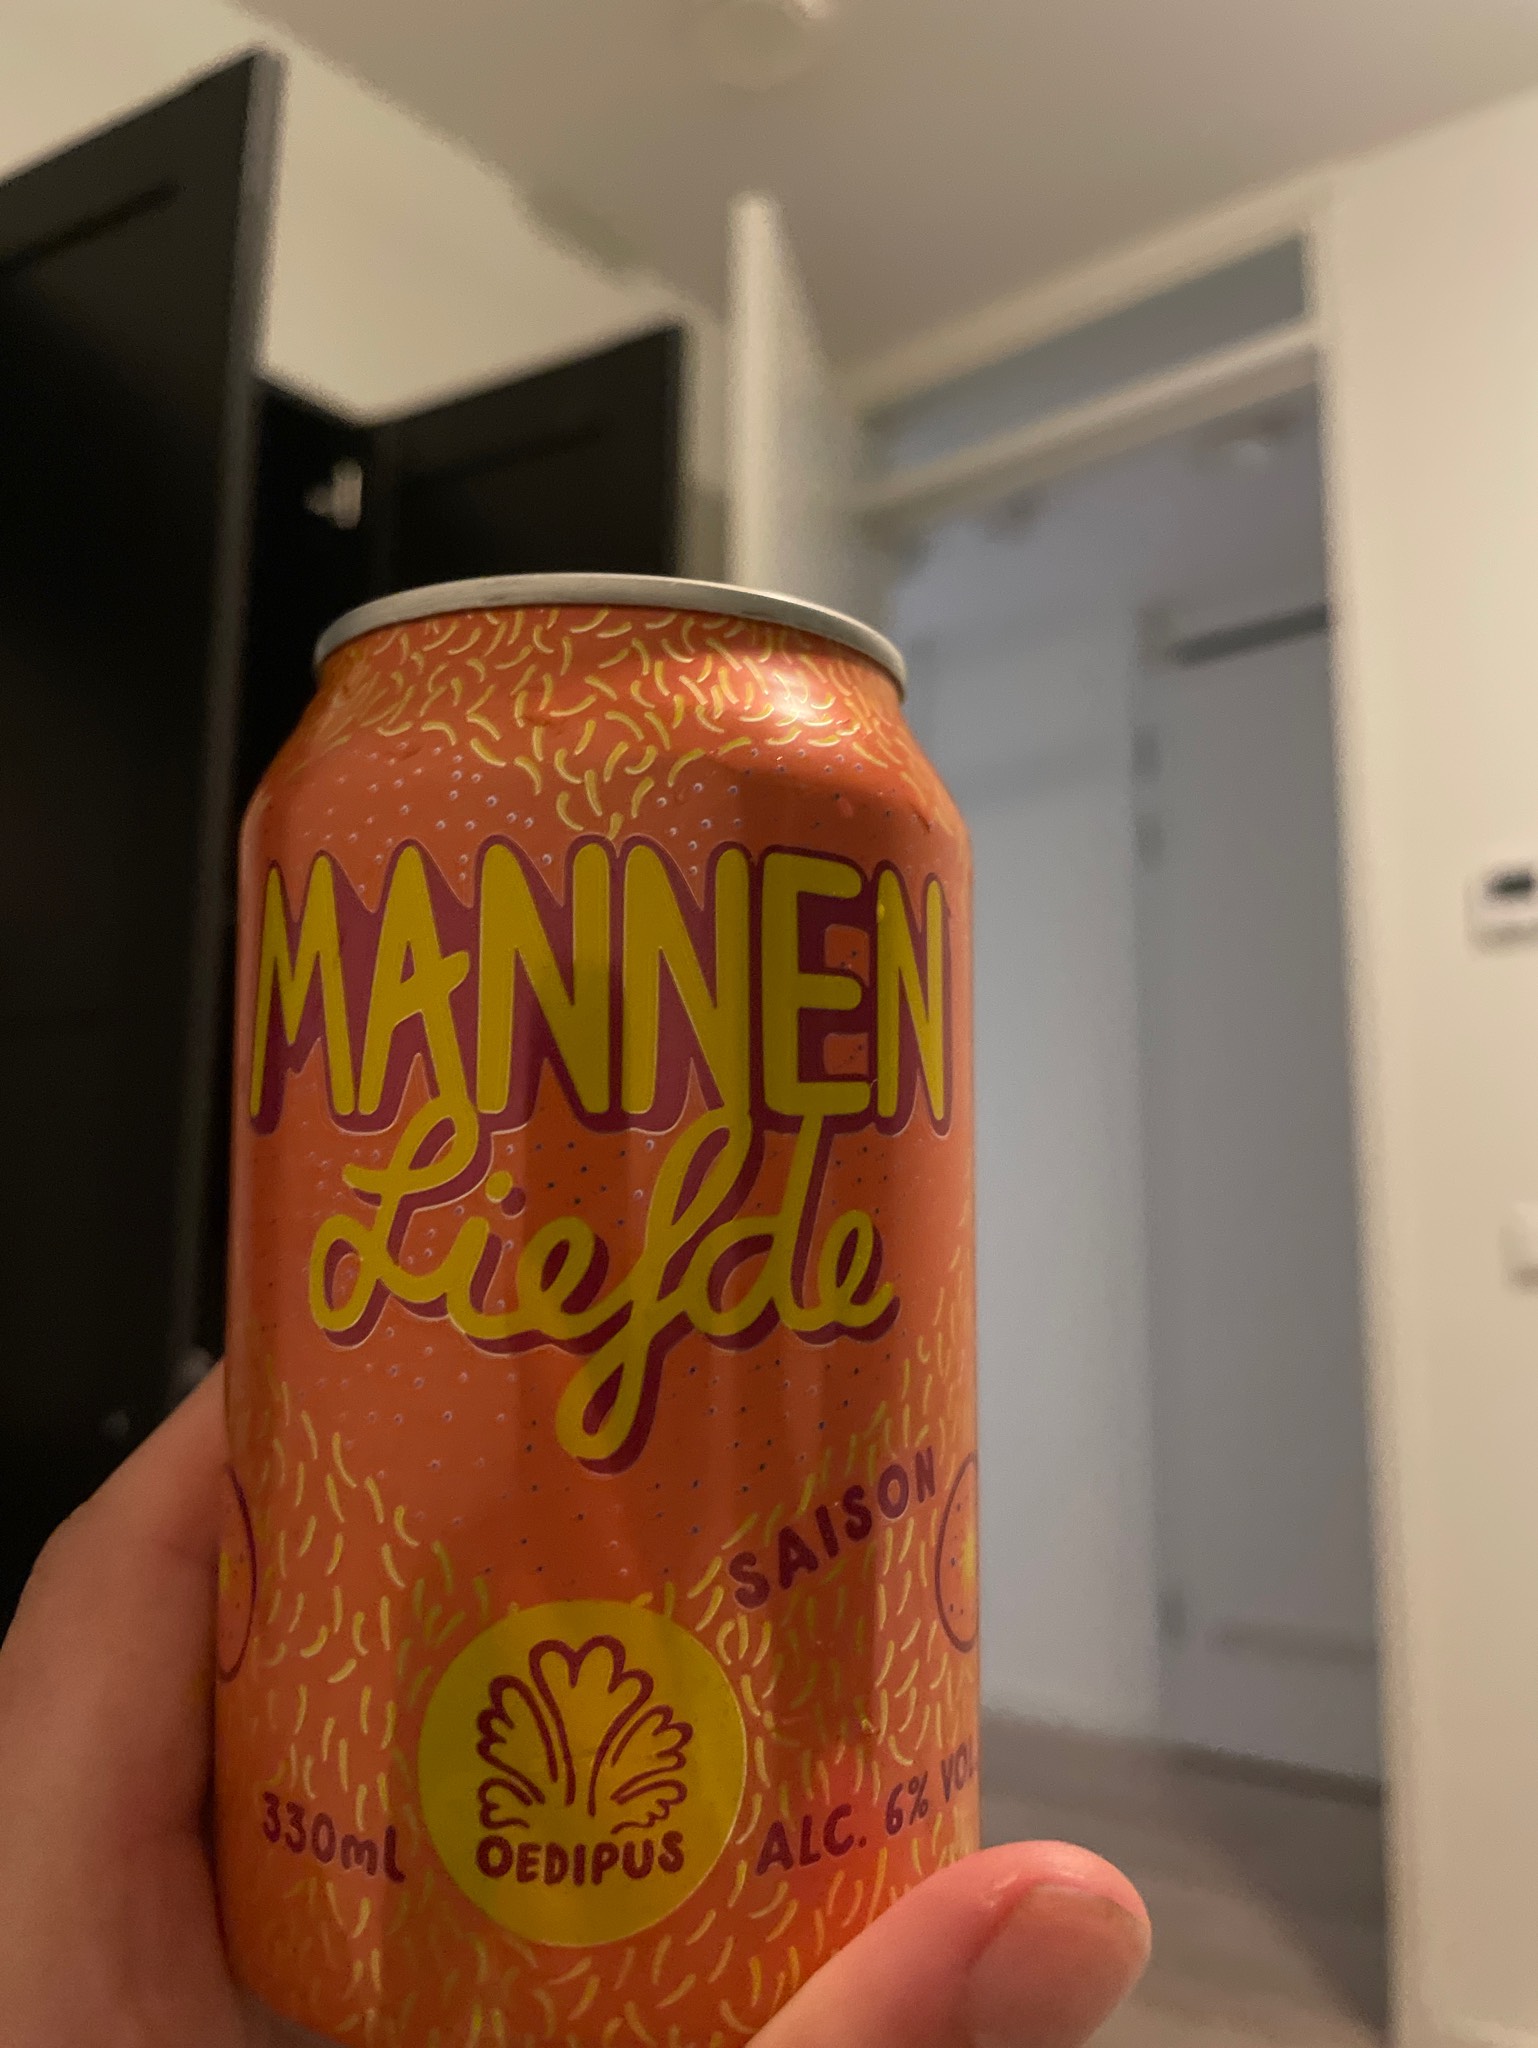 MANNEN
Liefde
SAISON
330ml
OEDIPUS
ALC. 6% VOL.